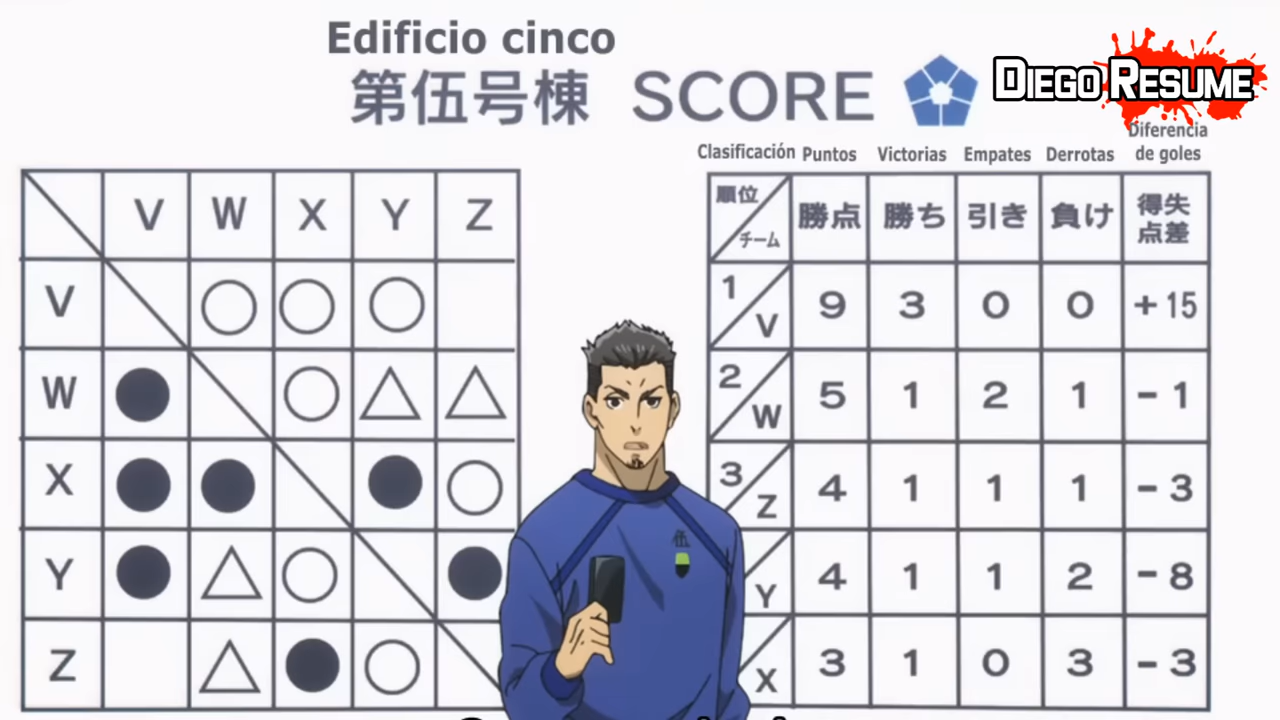 Edificio cinco
第伍号棟 SCORE
DIEGO RESUME
Clasificación Puntos Victorias Empates Derrotas Diferencia de goles
V W X Y Z
順位 チーム 勝点 勝ち 引き 負け 得失点差
V ○ ○ ○
1 V 9 3 0 0 +15
W ● ○ △ △
2 W 5 1 2 1 -1
X ● ● ● ○
3 Z 4 1 1 1 -3
Y ● △ ○ ●
Y 4 1 1 2 -8
Z △ ● ○
X 3 1 0 3 -3
伍